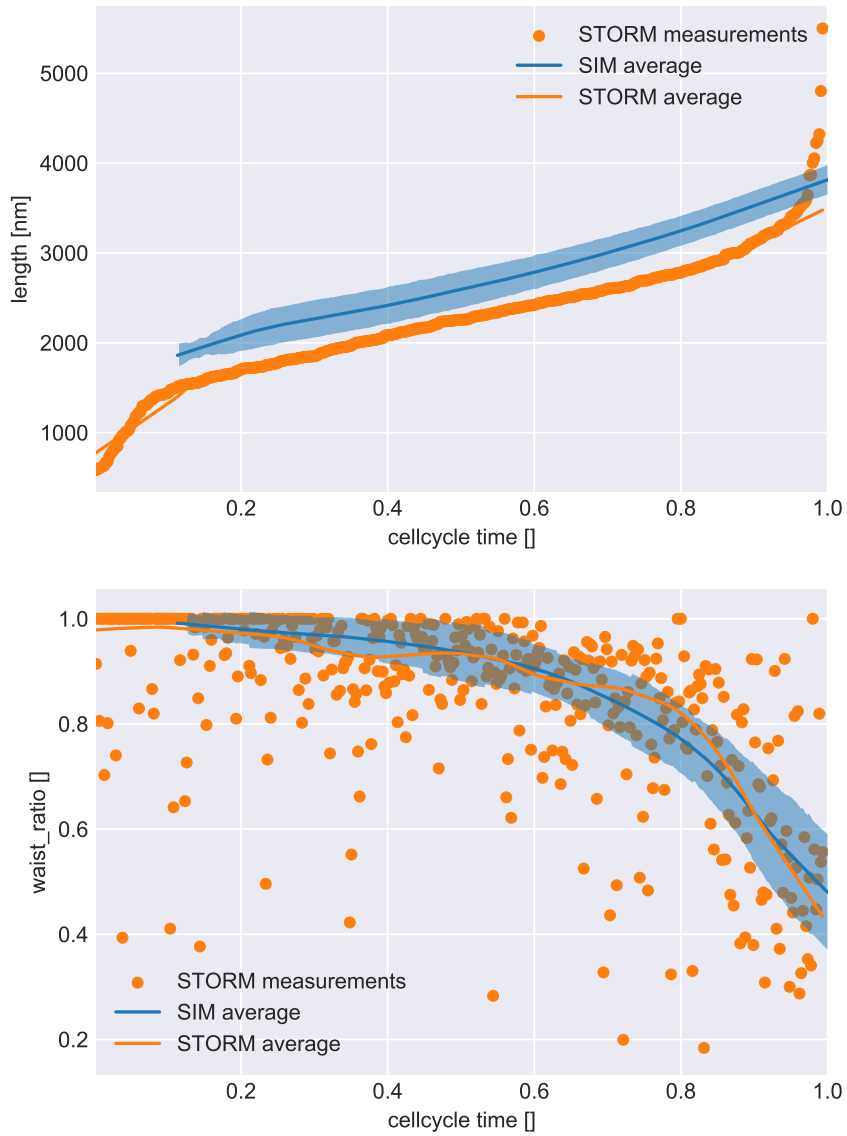 5000
4000
3000
2000
1000
length [nm]
STORM measurements
SIM average
STORM average
0.2 0.4 0.6 0.8 1.0
cellcycle time []
1.0
0.8
0.6
0.4
0.2
waist_ratio []
STORM measurements
SIM average
STORM average
0.2 0.4 0.6 0.8 1.0
cellcycle time []